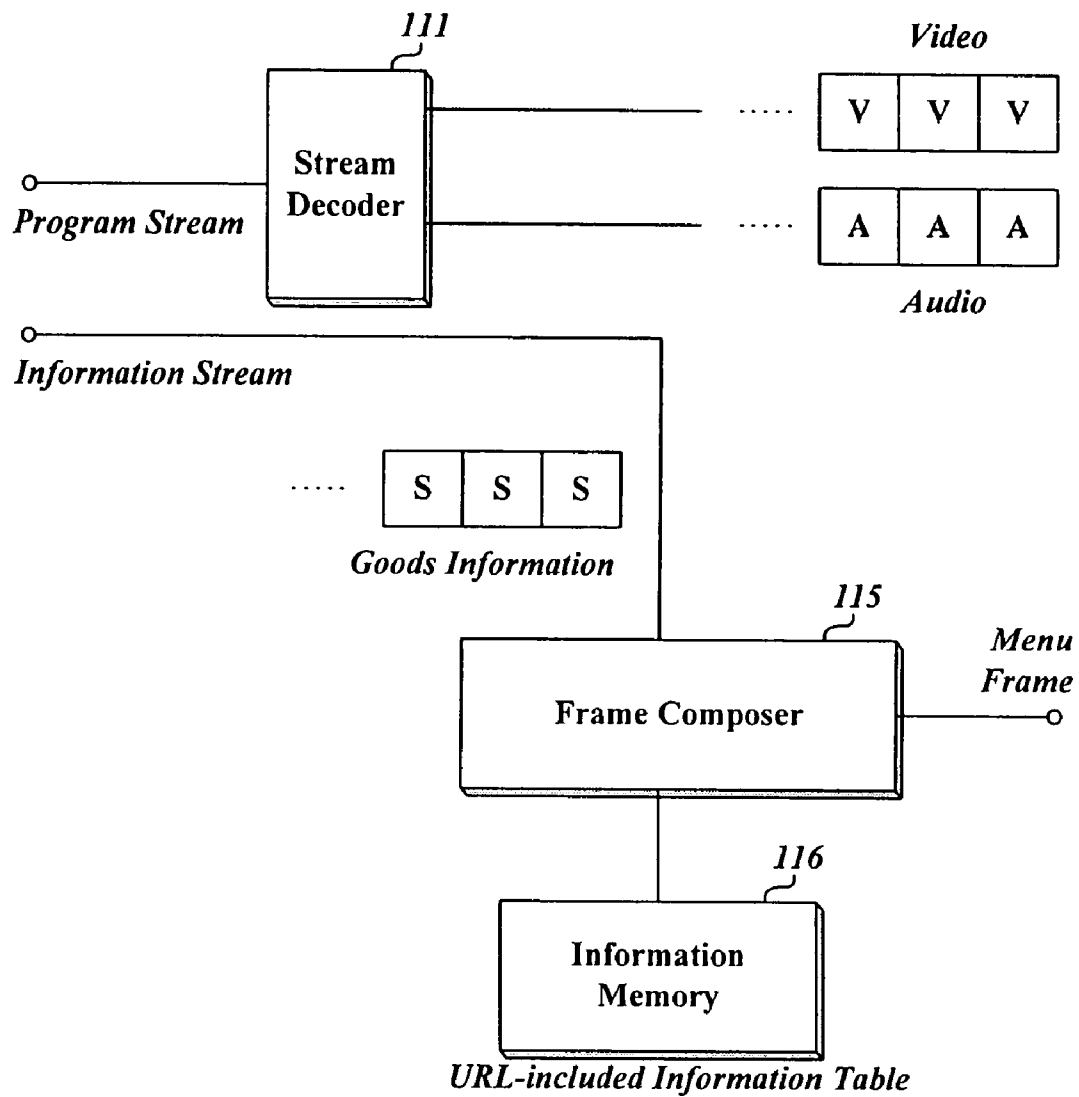 111
Video
V V V
Stream
Decoder
Program Stream
A A A
Audio
Information Stream
S S S
Goods Information
115
Menu
Frame
Frame Composer
116
Information
Memory
URL-included Information Table